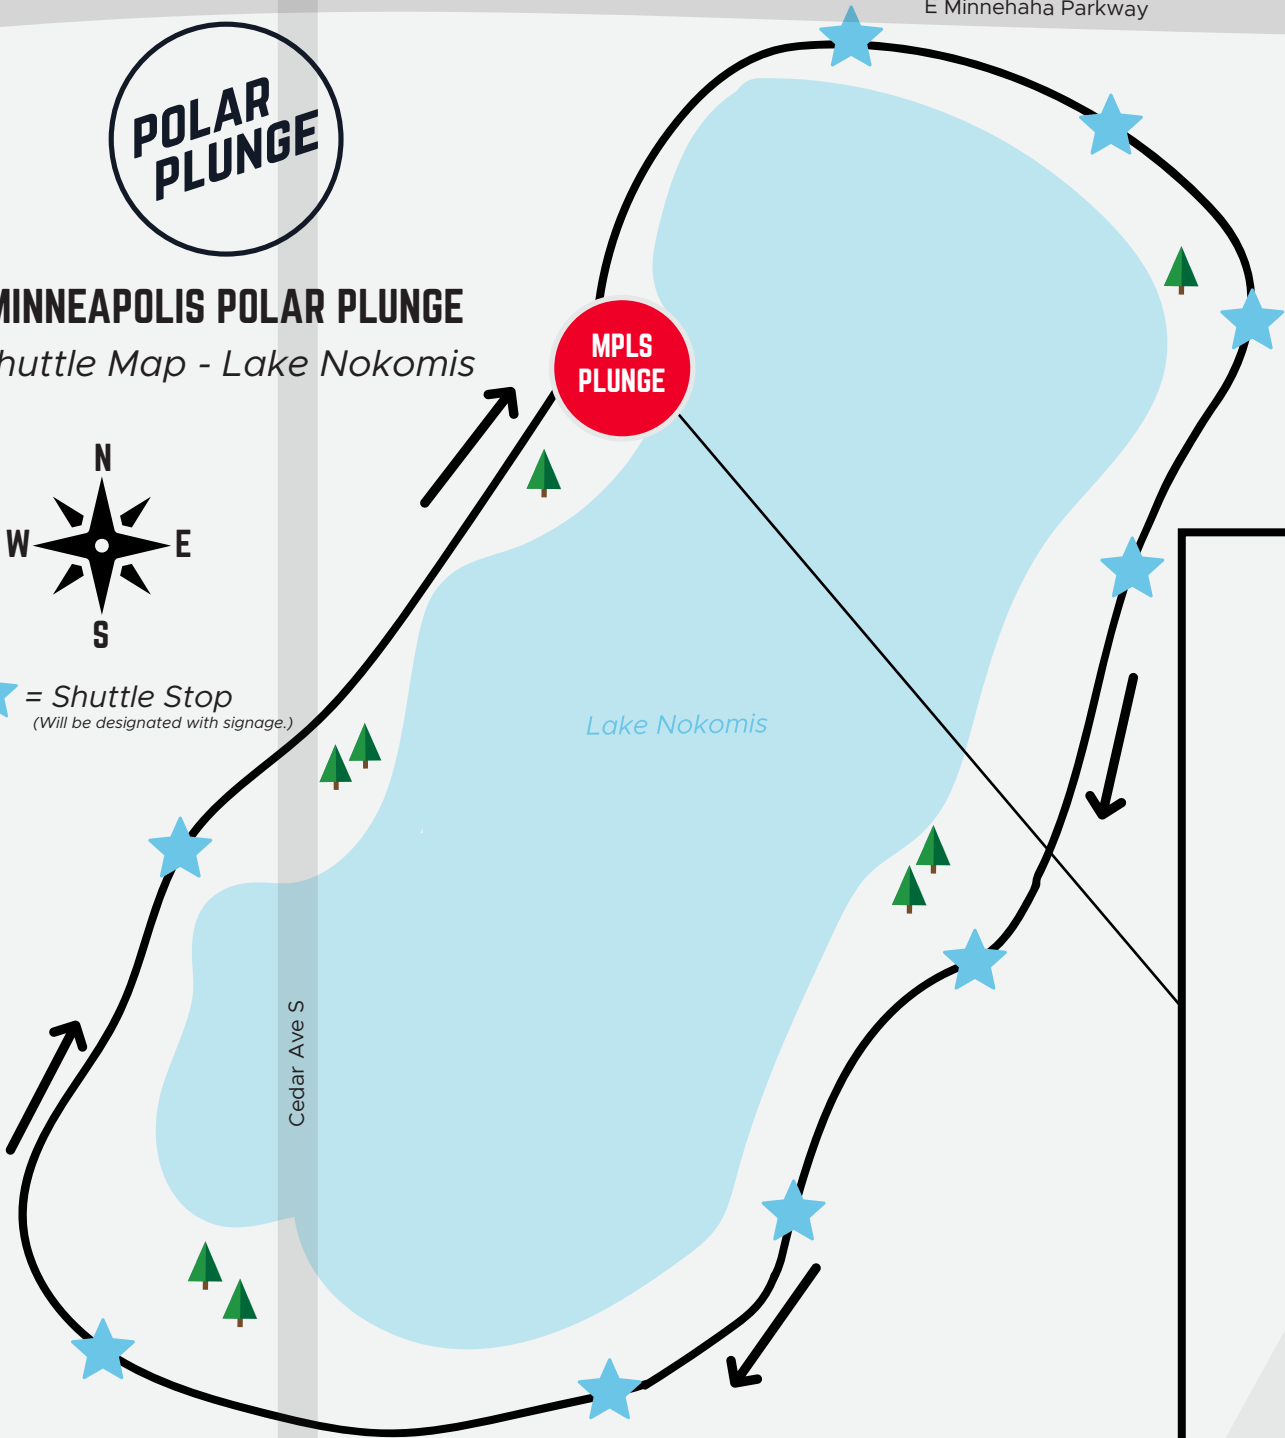 E Minnehaha Parkway
POLAR
PLUNGE
MINNEAPOLIS POLAR PLUNGE
huttle Map - Lake Nokomis
MPLS
PLUNGE
N
W E
S
= Shuttle Stop
(Will be designated with signage.)
Lake Nokomis
Cedar Ave S